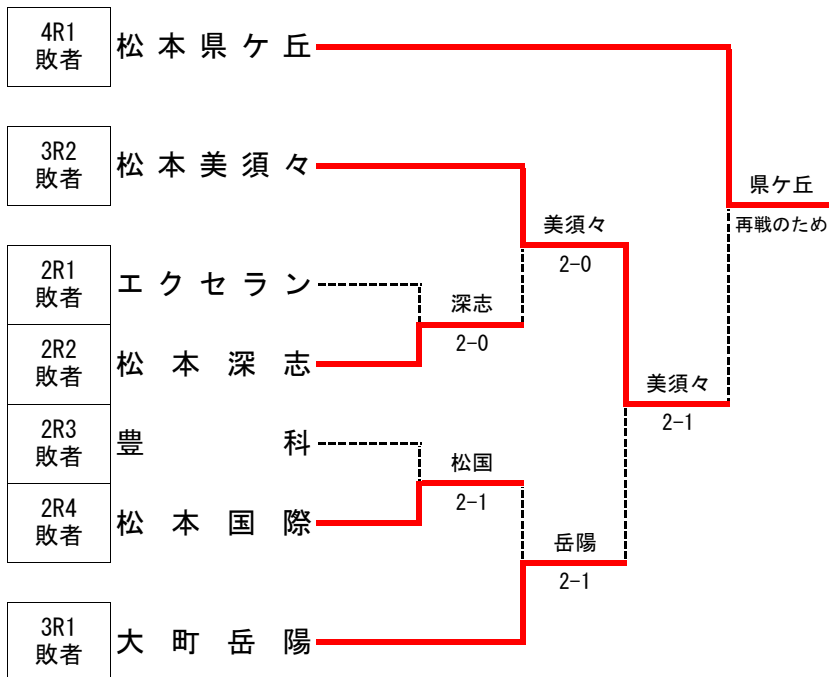 4R1
敗者
松本県ケ丘
3R2
敗者
松本美須々
県ケ丘
再戦のため
美須々
2-0
2R1
敗者
エクセラン
深志
2-0
2R2
敗者
松本深志
美須々
2-1
2R3
敗者
豊科
松国
2-1
2R4
敗者
松本国際
岳陽
2-1
3R1
敗者
大町岳陽